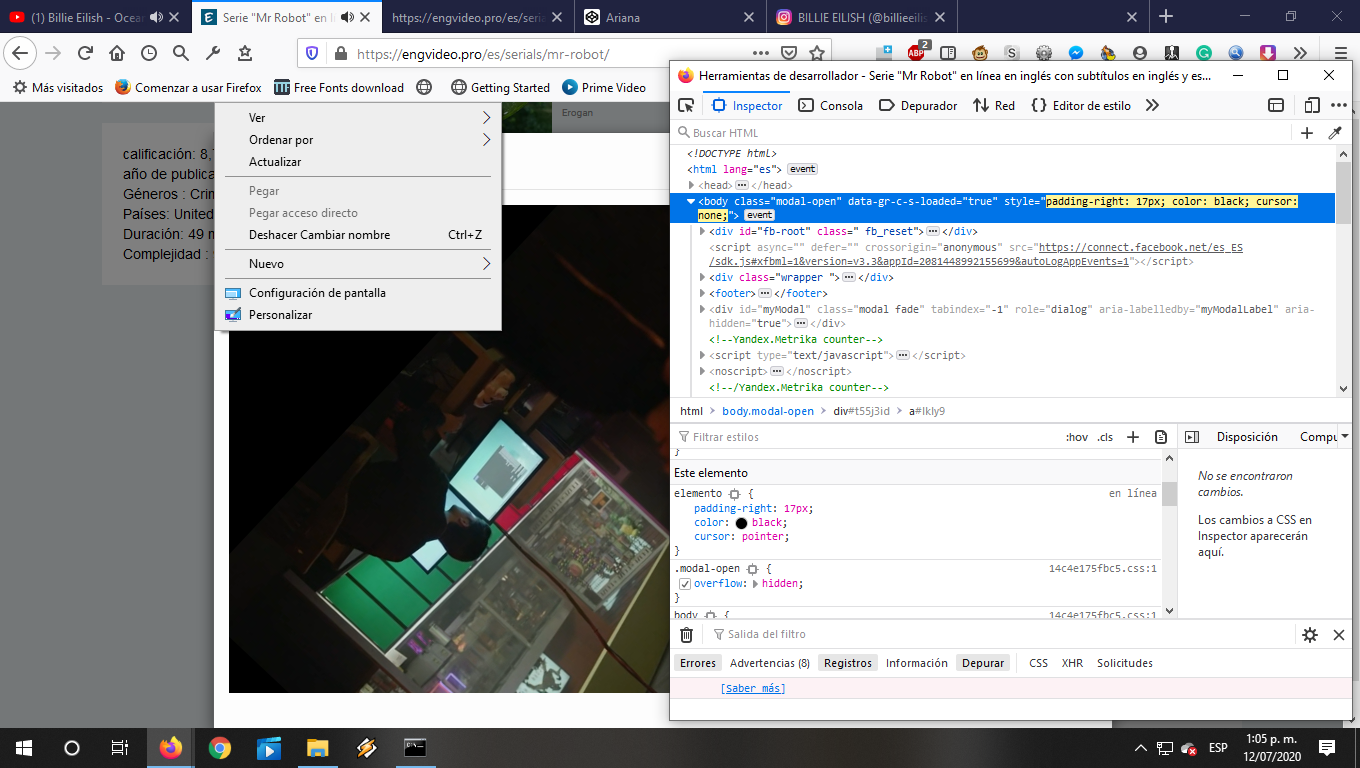 (1) Billie Eilish - Ocean
Serie "Mr Robot" en l
https://engvideo.pro/es/seria
Ariana
BILLIE EILISH (@billieeilis
https://engvideo.pro/es/serials/mr-robot/
ABP
2
Más visitados
Comenzar a usar Firefox
Free Fonts download
Getting Started
Prime Video
Erogan
calificación: 8,
año de publica
Géneros : Crim
Países: United
Duración: 49 m
Complejidad :
Ver
Ordenar por
Actualizar
Pegar
Pegar acceso directo
Deshacer Cambiar nombre Ctrl+Z
Nuevo
Configuración de pantalla
Personalizar
Herramientas de desarrollador - Serie "Mr Robot" en línea en inglés con subtítulos en inglés y es...
Inspector
Consola
Depurador
Red
Editor de estilo
Buscar HTML
<!DOCTYPE html>
<html lang="es"> event
<head> ••• </head>
<body class="modal-open" data-gr-c-s-loaded="true" style="padding-right: 17px; color: black; cursor:
none;"> event
<div id="fb-root" class=" fb_reset"> ••• </div>
<script async="" defer="" crossorigin="anonymous" src="https://connect.facebook.net/es_ES
/sdk.js#xfbml=1&version=v3.3&appId=2081448992155699&autoLogAppEvents=1"></script>
<div class="wrapper "> ••• </div>
<footer> ••• </footer>
<div id="myModal" class="modal fade" tabindex="-1" role="dialog" aria-labelledby="myModalLabel" aria-
hidden="true"> ••• </div>
<!--Yandex.Metrika counter-->
<script type="text/javascript"> ••• </script>
<noscript> ••• </noscript>
<!--/Yandex.Metrika counter-->
html > body.modal-open > div#t55j3id > a#lkly9
Filtrar estilos
:hov .cls
Disposición
Compu
}
Este elemento
elemento { en línea
padding-right: 17px;
color: black;
cursor: pointer;
}
.modal-open { 14c4e175fbc5.css:1
overflow: hidden;
}
body { 14c4e175fbc5.css:1
No se encontraron
cambios.
Los cambios a CSS en
Inspector aparecerán
aquí.
Salida del filtro
Errores
Advertencias (8)
Registros
Información
Depurar
CSS
XHR
Solicitudes
[Saber más]
ESP
1:05 p. m.
12/07/2020